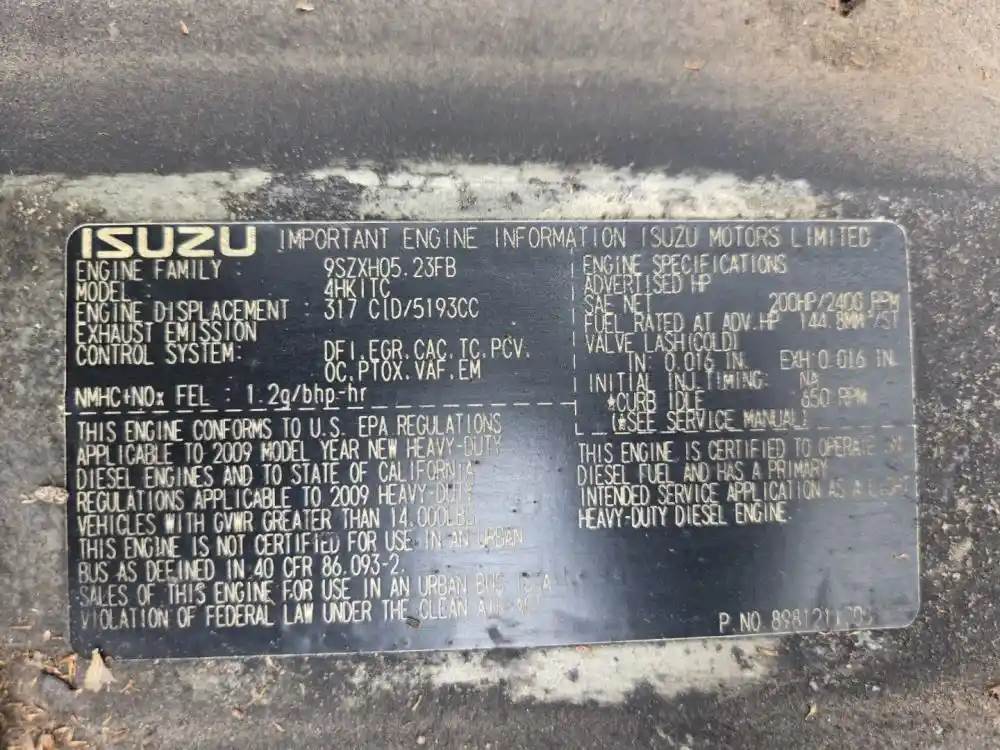 ISUZU IMPORTANT ENGINE INFORMATION ISUZU MOTORS LIMITED
ENGINE FAMILY : 9SZXH05.23FB
MODEL : 4HK1TC
ENGINE DISPLACEMENT : 317 CID/5193CC
EXHAUST EMISSION
CONTROL SYSTEM: DFI,EGR,CAC,TC,PCV,
OC,PTOX,VAF,EM
NMHC+NOx FEL : 1.2g/bhp-hr
THIS ENGINE CONFORMS TO U.S. EPA REGULATIONS
APPLICABLE TO 2009 MODEL YEAR NEW HEAVY-DUTY
DIESEL ENGINES AND TO STATE OF CALIFORNIA
REGULATIONS APPLICABLE TO 2009 HEAVY-DUTY
VEHICLES WITH GVWR GREATER THAN 14,000LBS.
THIS ENGINE IS NOT CERTIFIED FOR USE IN AN URBAN
BUS AS DEFINED IN 40 CFR 86.093-2.
SALES OF THIS ENGINE FOR USE IN AN URBAN BUS IS A
VIOLATION OF FEDERAL LAW UNDER THE CLEAN AIR ACT.
ENGINE SPECIFICATIONS
ADVERTISED HP
SAE NET 200HP/2400 RPM
FUEL RATED AT ADV.HP 144.8MM³/ST
VALVE LASH(COLD)
IN. 0.016 IN. EXH.0.016 IN.
INITIAL INJ.TIMING: NA
*CURB IDLE 650 RPM
(*SEE SERVICE MANUAL)
THIS ENGINE IS CERTIFIED TO OPERATE ON
DIESEL FUEL AND HAS A PRIMARY
INTENDED SERVICE APPLICATION AS A
HEAVY-DUTY DIESEL ENGINE
P.NO.